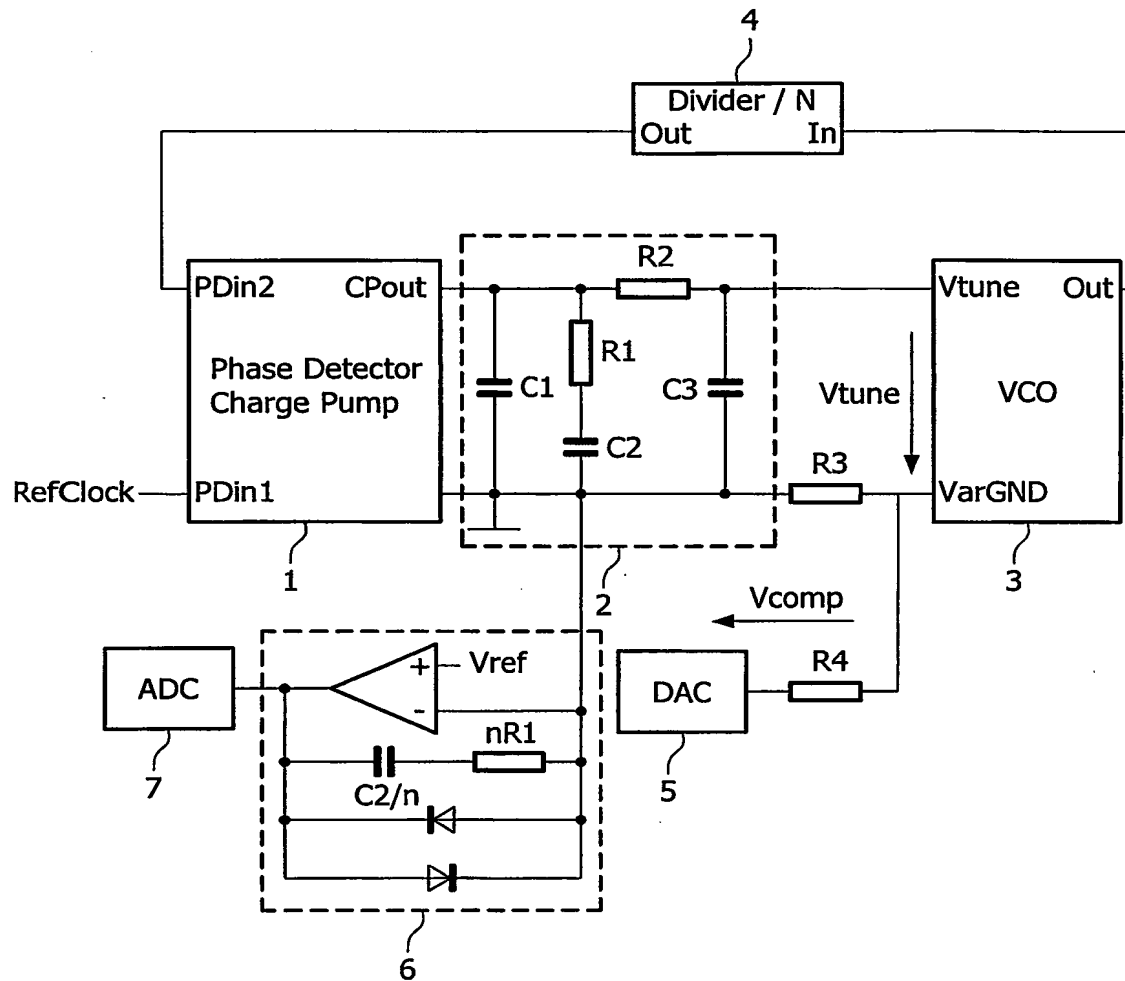 4
Divider / N
Out In
R2
PDin2 CPout
Vtune Out
R1
Phase Detector
Charge Pump
C1
C3
Vtune
VCO
C2
R3
RefClock
PDin1
VarGND
1
2
3
Vcomp
R4
ADC
+
Vref
-
DAC
nR1
7
C2/n
5
6